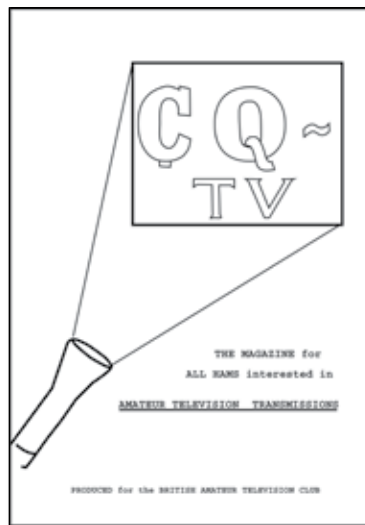 CQ~
TV
THE MAGAZINE for
ALL HAMS interested in
AMATEUR TELEVISION TRANSMISSIONS
PRODUCED for the BRITISH AMATEUR TELEVISION CLUB